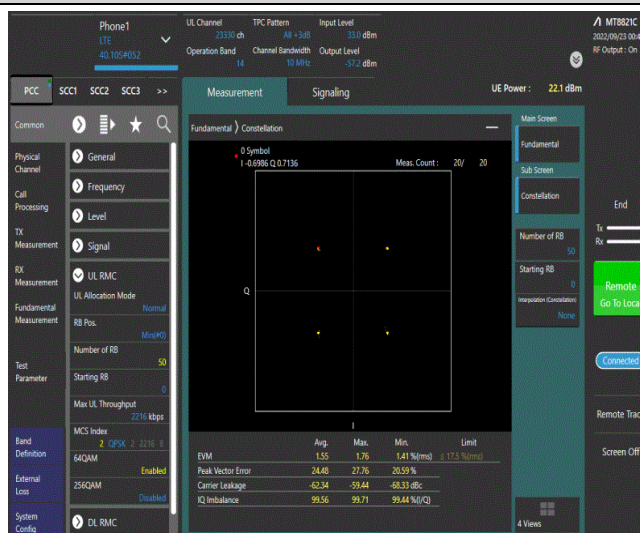 Phone1
LTE
40.105#052
UL Channel TPC Pattern Input Level
23330 ch All +3dB 33.0 dBm
Operation Band Channel Bandwidth Output Level
14 10 MHz -57.2 dBm
MT8821C
2022/09/23 00:4
RF Output : On
PCC SCC1 SCC2 SCC3 >>
Measurement Signaling
UE Power : 22.1 dBm
Common
Physical
Channel
Call
Processing
TX
Measurement
RX
Measurement
Fundamental
Measurement
Test
Parameter
Band
Definition
External
Loss
System
Config
General
Frequency
Level
Signal
UL RMC
UL Allocation Mode
Normal
RB Pos.
Min(#0)
Number of RB
50
Starting RB
0
Max UL Throughput
2216 kbps
MCS Index
2 QPSK 2 2216 8
64QAM
Enabled
256QAM
Disabled
DL RMC
Fundamental Constellation
0 Symbol
I -0.6986 Q 0.7136 Meas. Count : 20/ 20
Q
I
Avg. Max. Min. Limit
EVM 1.55 1.76 1.41 %(rms) ≤ 17.5 %(rms)
Peak Vector Error 24.48 27.76 20.59 %
Carrier Leakage -62.34 -59.44 -68.33 dBc
IQ Imbalance 99.56 99.71 99.44 %(I/Q)
Main Screen
Fundamental
Sub Screen
Constellation
Number of RB
50
Starting RB
0
Interpolation (Constellation)
None
4 Views
End
Tx
Rx
Remote
Go To Loca
Connected
Remote Trac
Screen Off